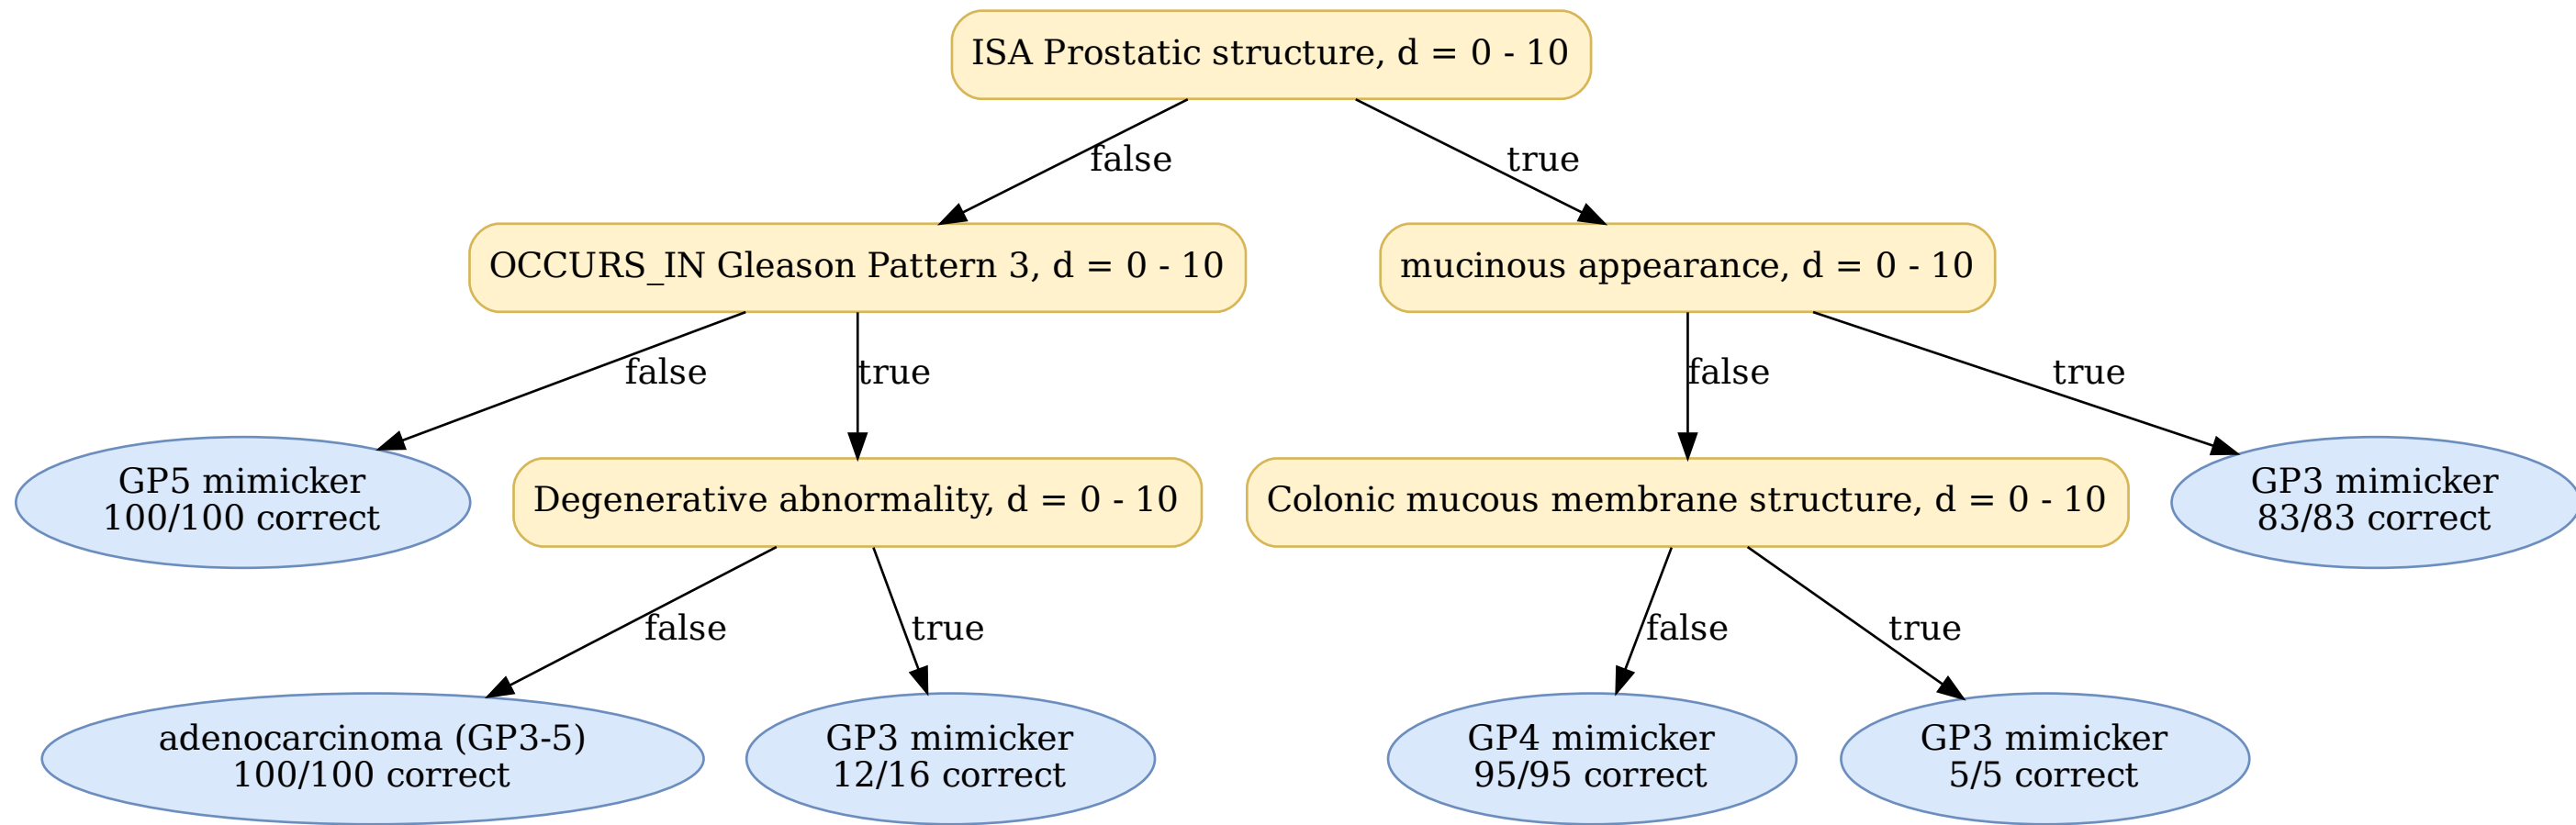 ISA Prostatic structure, d = 0 - 10
false
true
OCCURS_IN Gleason Pattern 3, d = 0 - 10
mucinous appearance, d = 0 - 10
false
true
false
true
GP5 mimicker
100/100 correct
Degenerative abnormality, d = 0 - 10
Colonic mucous membrane structure, d = 0 - 10
GP3 mimicker
83/83 correct
false
true
false
true
adenocarcinoma (GP3-5)
100/100 correct
GP3 mimicker
12/16 correct
GP4 mimicker
95/95 correct
GP3 mimicker
5/5 correct